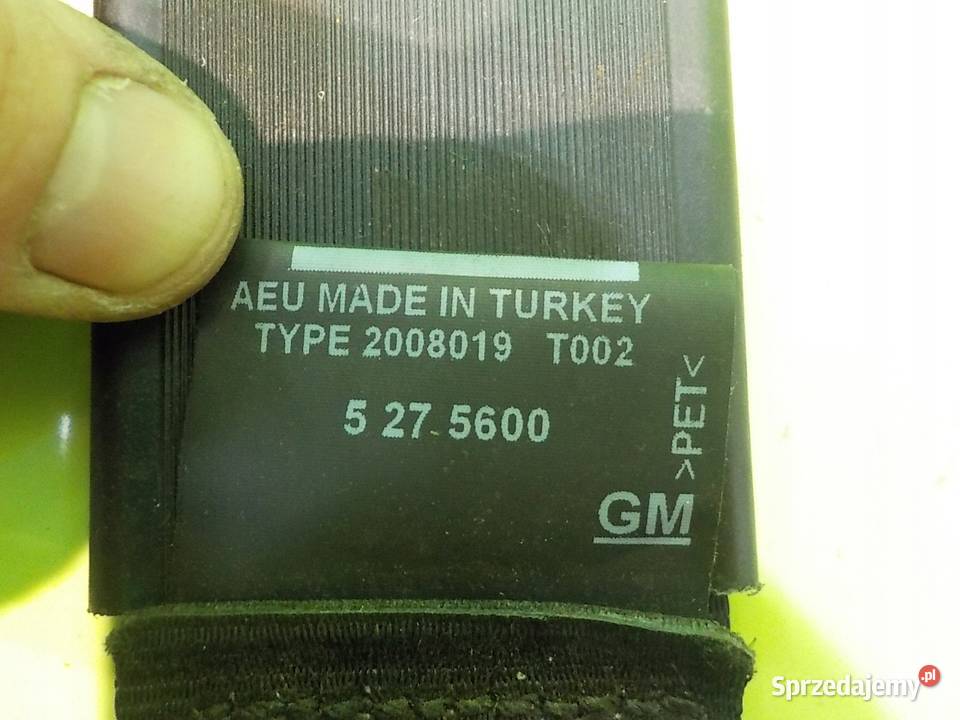 AEU MADE IN TURKEY
TYPE 2008019 T002
5 27 5600
>PET<
GM
Sprzedajemy.pl